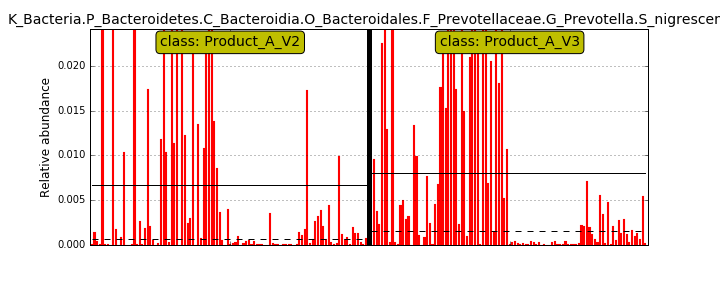 K_Bacteria.P_Bacteroidetes.C_Bacteroidia.O_Bacteroidales.F_Prevotellaceae.G_Prevotella.S_nigrescen
class: Product_A_V2
class: Product_A_V3
Relative abundance
0.020
0.015
0.010
0.005
0.000